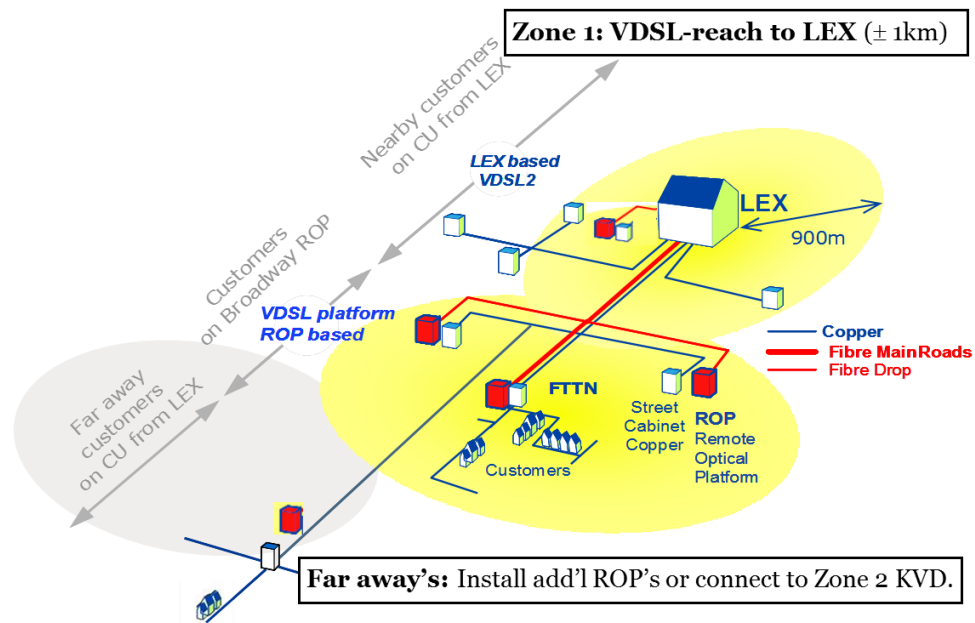 Zone 1: VDSL-reach to LEX (± 1km)
Nearby customers
on CU from LEX
LEX based
VDSL2
LEX
900m
Customers
on Broadway ROP
VDSL platform
ROP based
Copper
Fibre MainRoads
Fibre Drop
FTTN
Street
Cabinet
Copper
ROP
Remote
Optical
Platform
Customers
Far away
customers
on CU from LEX
Far away's: Install add'l ROP's or connect to Zone 2 KVD.